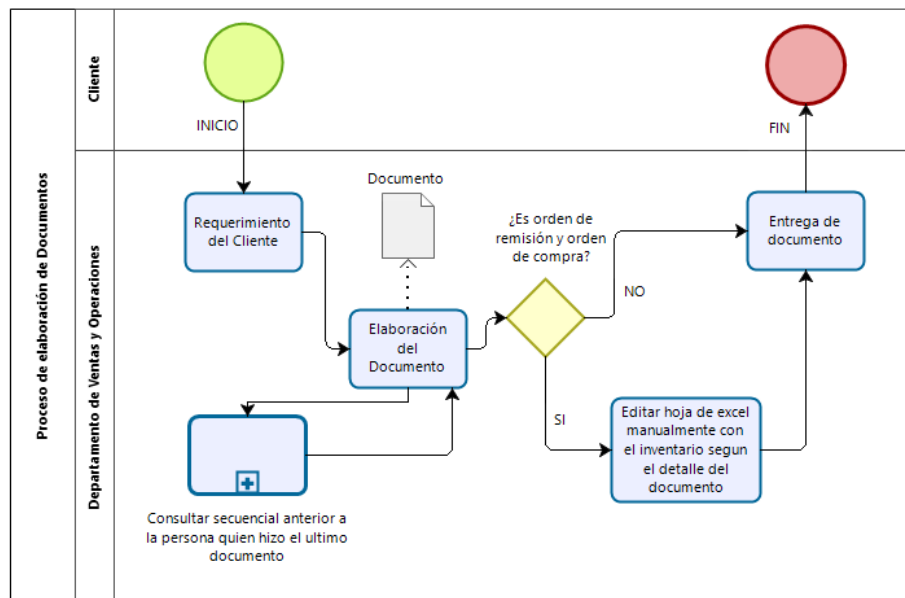 Proceso de elaboración de Documentos
Cliente
INICIO
FIN
Departamento de Ventas y Operaciones
Requerimiento
del Cliente
Documento
¿Es orden de
remisión y orden
de compra?
Entrega de
documento
NO
Elaboración
del
Documento
SI
Editar hoja de excel
manualmente con
el inventario segun
el detalle del
documento
Consultar secuencial anterior a
la persona quien hizo el ultimo
documento